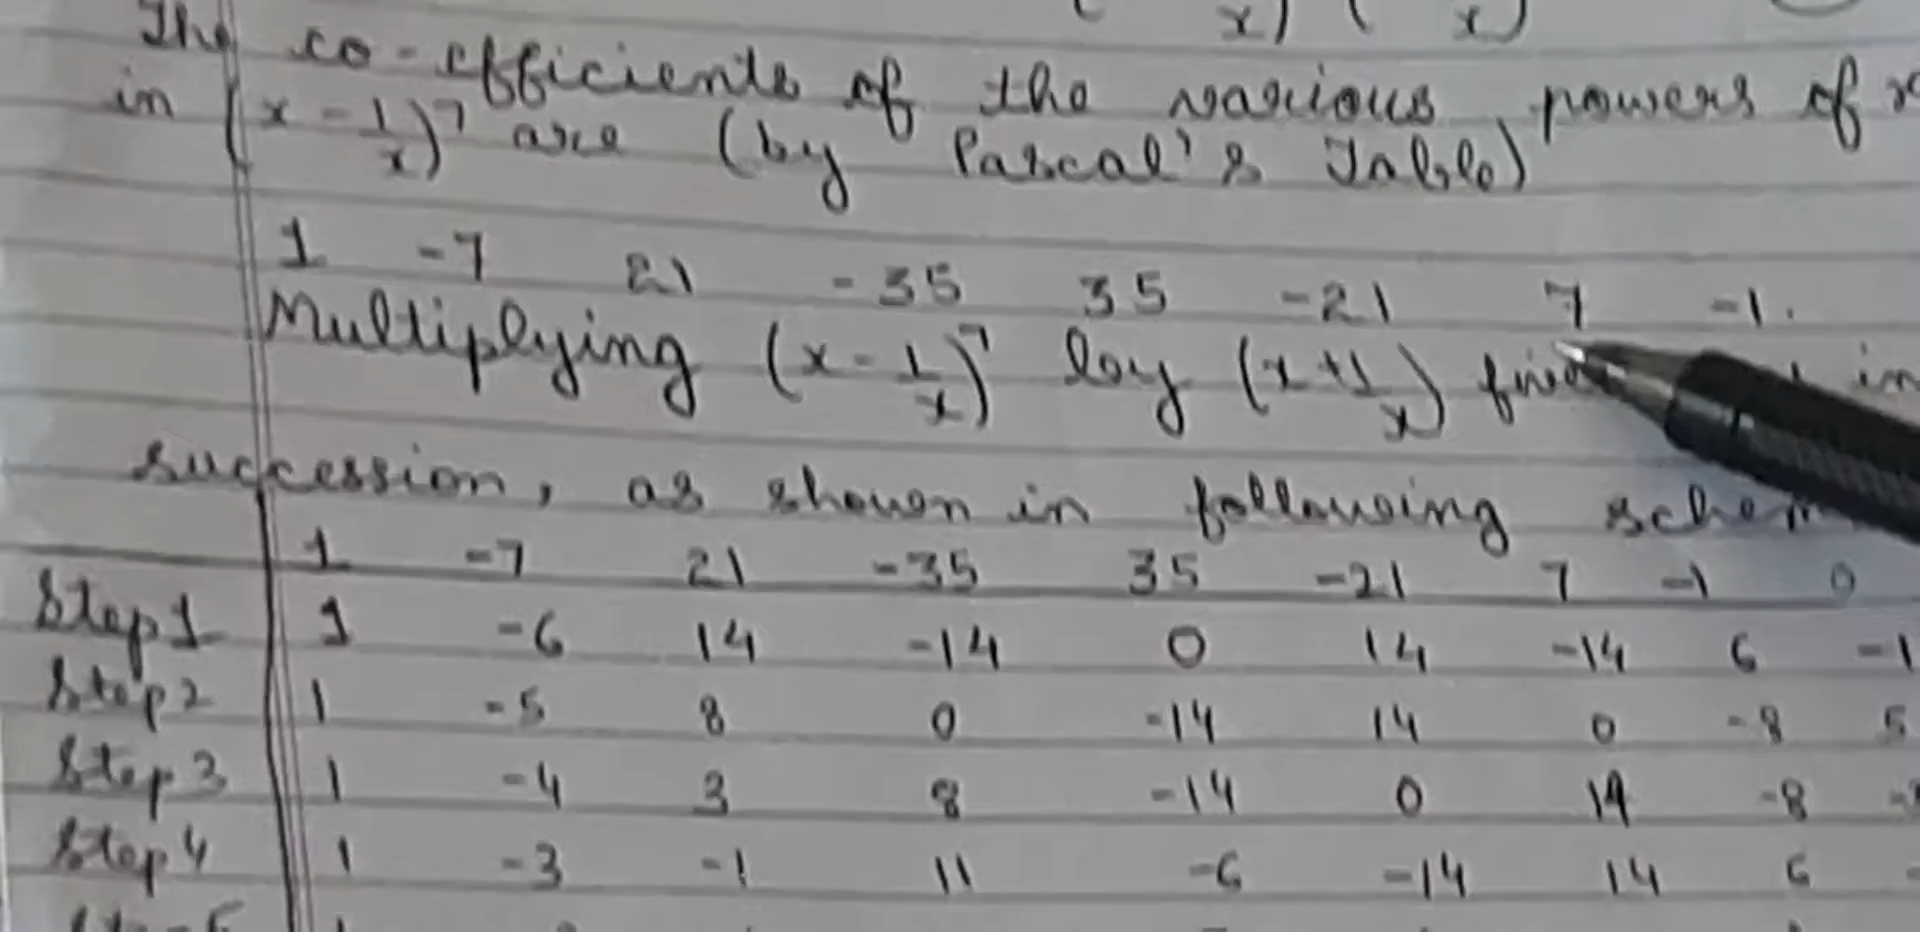 x) ( x)
The co-efficients of the various powers of x
in (x - 1/x)^7 are (by Pascal's Table)
1 -7 21 -35 35 -21 7 -1.
Multiplying (x - 1/x)^7 by (x + 1/x) in
succession, as shown in following
1 -7 21 -35 35 -21 7 -1 0
Step 1 1 -6 14 -14 0 14 -14 6 -1
Step 2 1 -5 8 0 -14 14 0 -8 5
Step 3 1 -4 3 8 -14 0 14 -8
Step 4 1 -3 -1 11 -6 -14 14 6